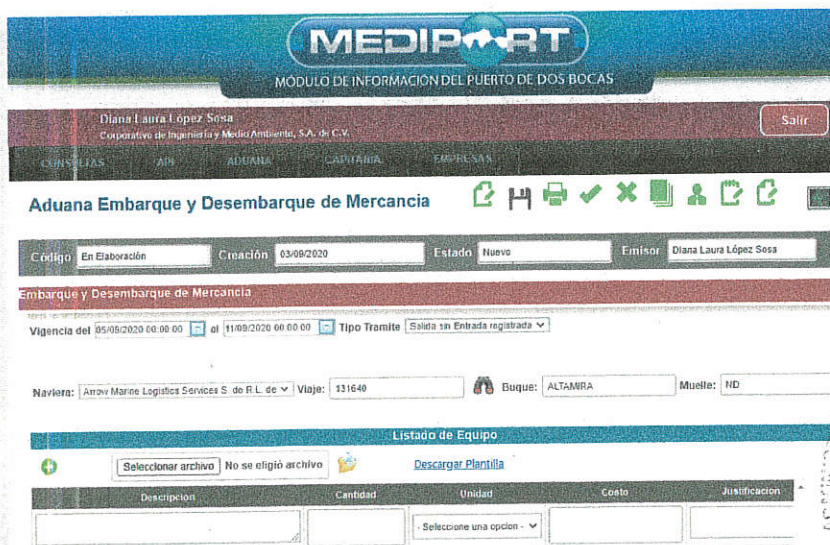 MEDIPORT
MÓDULO DE INFORMACIÓN DEL PUERTO DE DOS BOCAS
Diana Laura López Sosa
Corporativo de Ingeniería y Medio Ambiente, S.A. de C.V.
Salir
CONSULTAS API ADUANA CAPITANIA EMPRESAS
Aduana Embarque y Desembarque de Mercancia
Código En Elaboración Creación 03/09/2020 Estado Nuevo Emisor Diana Laura López Sosa
Embarque y Desembarque de Mercancia
Vigencia del 05/09/2020 00:00:00 al 11/09/2020 00:00:00 Tipo Tramite Salida sin Entrada registrada
Naviera: Arrow Marine Logistics Services S. de R.L. de Viaje: 131640 Buque: ALTAMIRA Muelle: ND
Listado de Equipo
Seleccionar archivo No se eligió archivo Descargar Plantilla
Descripcion Cantidad Unidad Costo Justificacion
- Seleccione una opcion -